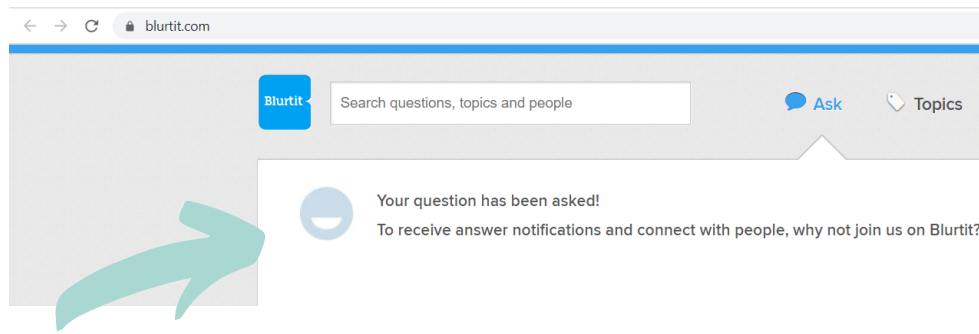 blurtit.com
Blurtit
Search questions, topics and people
Ask
Topics
Your question has been asked!
To receive answer notifications and connect with people, why not join us on Blurtit?